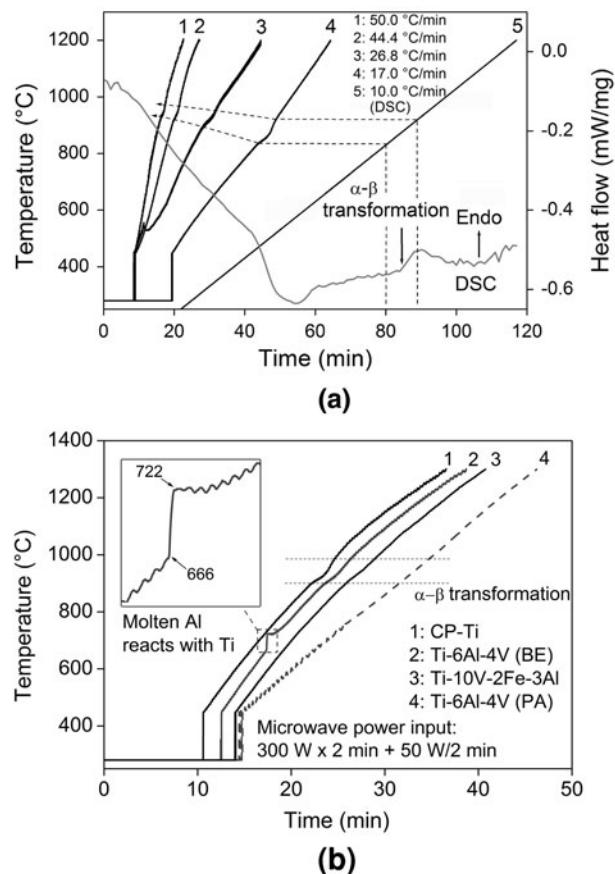 1 2 3 4 5
1: 50.0 °C/min
2: 44.4 °C/min
3: 26.8 °C/min
4: 17.0 °C/min
5: 10.0 °C/min
(DSC)
1200
1000
800
600
400
Temperature (°C)
0.0
-0.2
-0.4
-0.6
Heat flow (mW/mg)
α-β
transformation
Endo
DSC
0 20 40 60 80 100 120
Time (min)
(a)
1400
1200
1000
800
600
400
Temperature (°C)
1 2 3 4
722
666
Molten Al
reacts with Ti
α–β transformation
1: CP-Ti
2: Ti-6Al-4V (BE)
3: Ti-10V-2Fe-3Al
4: Ti-6Al-4V (PA)
Microwave power input:
300 W x 2 min + 50 W/2 min
0 10 20 30 40 50
Time (min)
(b)